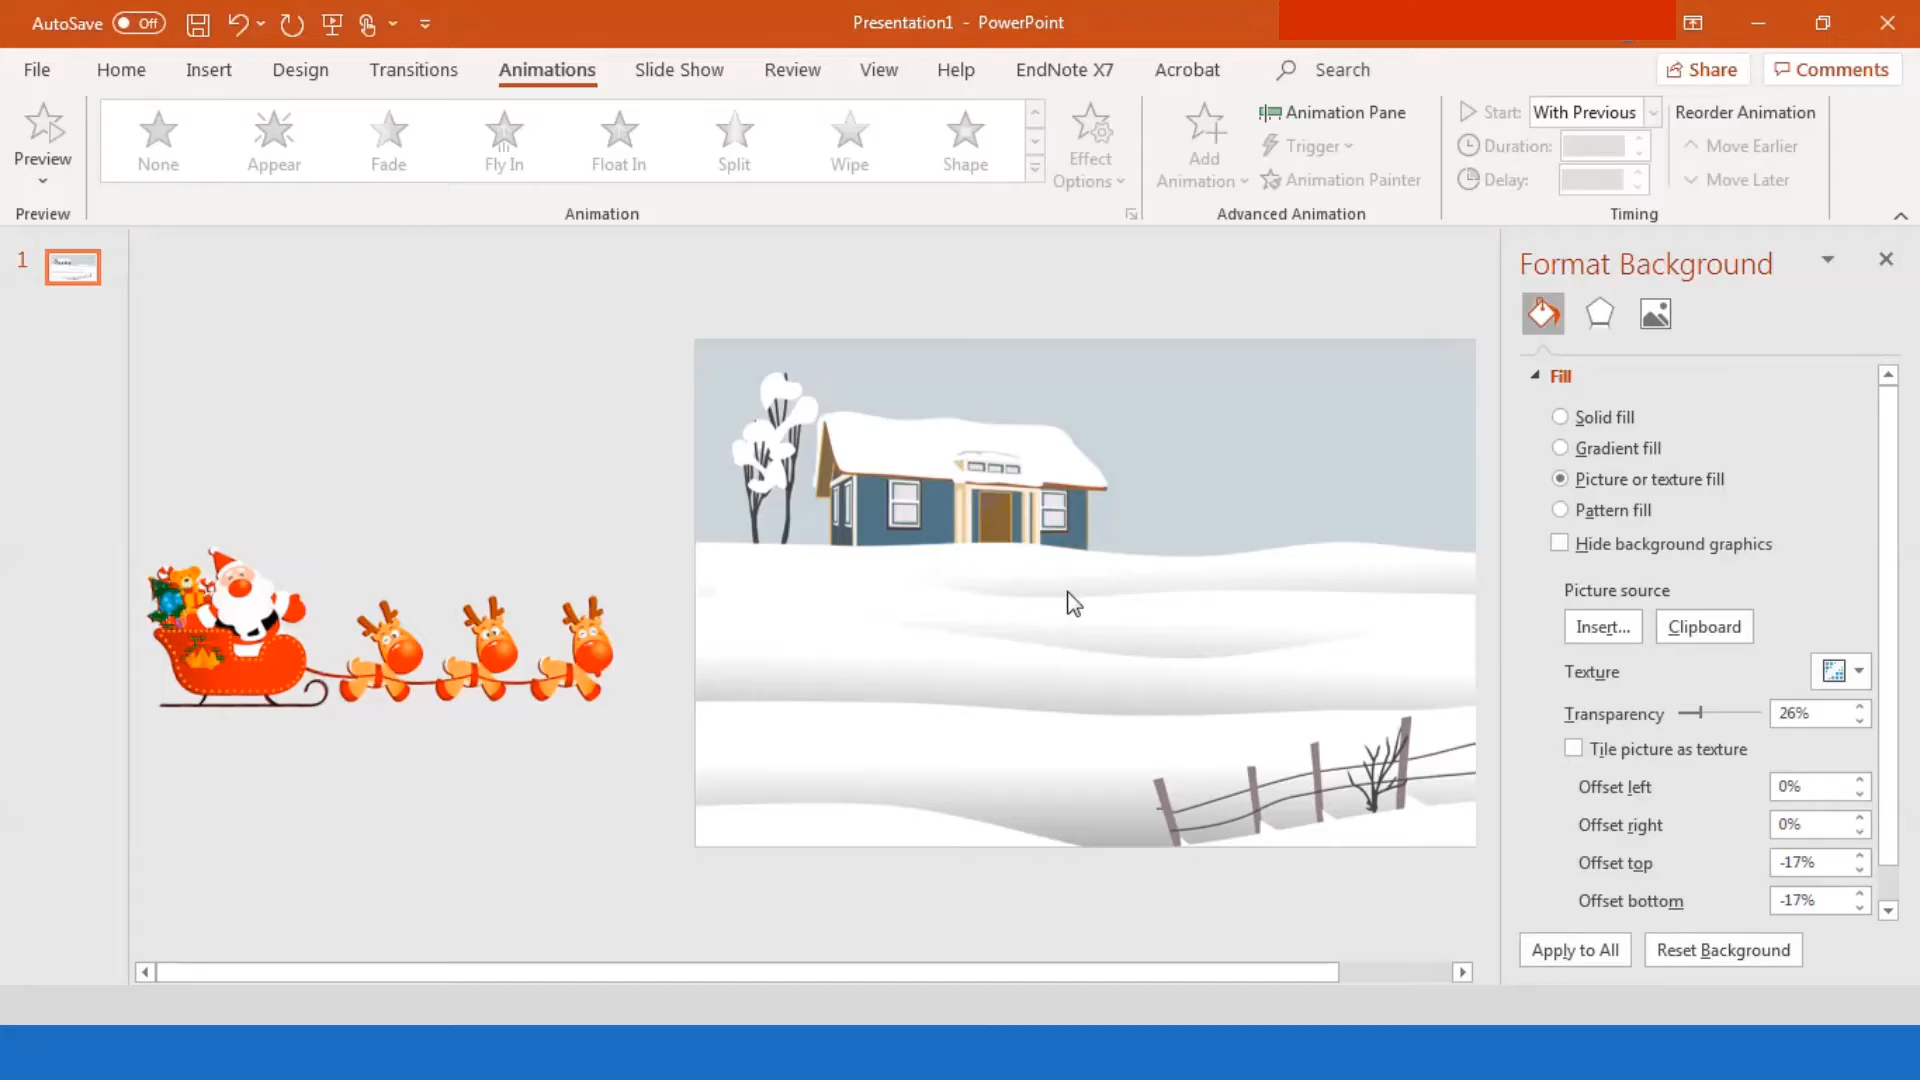 AutoSave Off
Presentation1 - PowerPoint
File Home Insert Design Transitions Animations Slide Show Review View Help EndNote X7 Acrobat Search
Share Comments
Preview
None Appear Fade Fly In Float In Split Wipe Shape
Effect Options
Add Animation
Animation Pane
Trigger
Animation Painter
Start: With Previous
Duration:
Delay:
Reorder Animation
Move Earlier
Move Later
Preview Animation Advanced Animation Timing
1
Format Background
Fill
Solid fill
Gradient fill
Picture or texture fill
Pattern fill
Hide background graphics
Picture source
Insert... Clipboard
Texture
Transparency 26%
Tile picture as texture
Offset left 0%
Offset right 0%
Offset top -17%
Offset bottom -17%
Apply to All Reset Background